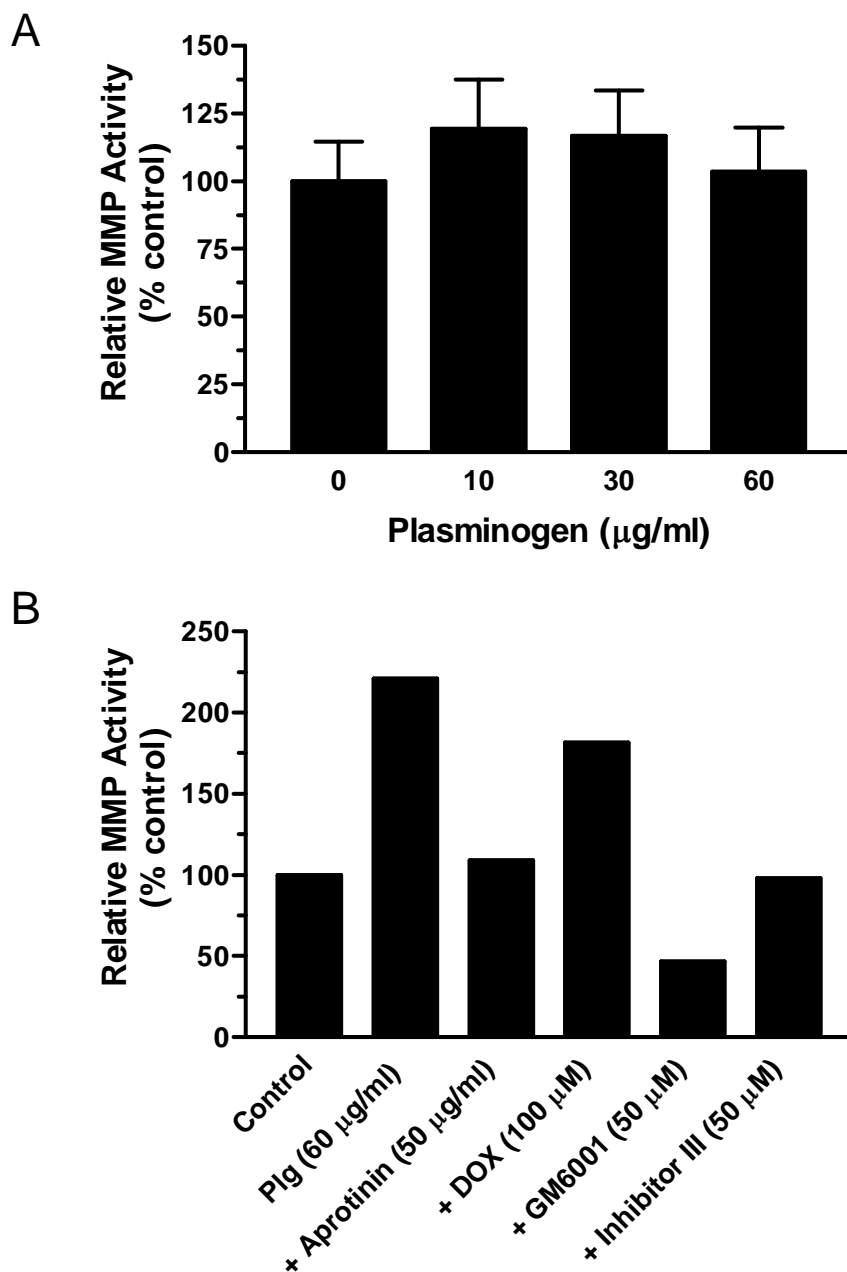 A
Relative MMP Activity
(% control)
150
125
100
75
50
25
0
0 10 30 60
Plasminogen (μg/ml)
B
Relative MMP Activity
(% control)
250
200
150
100
50
0
Control
Plg (60 μg/ml)
+ Aprotinin (50 μg/ml)
+ DOX (100 μM)
+ GM6001 (50 μM)
+ Inhibitor III (50 μM)